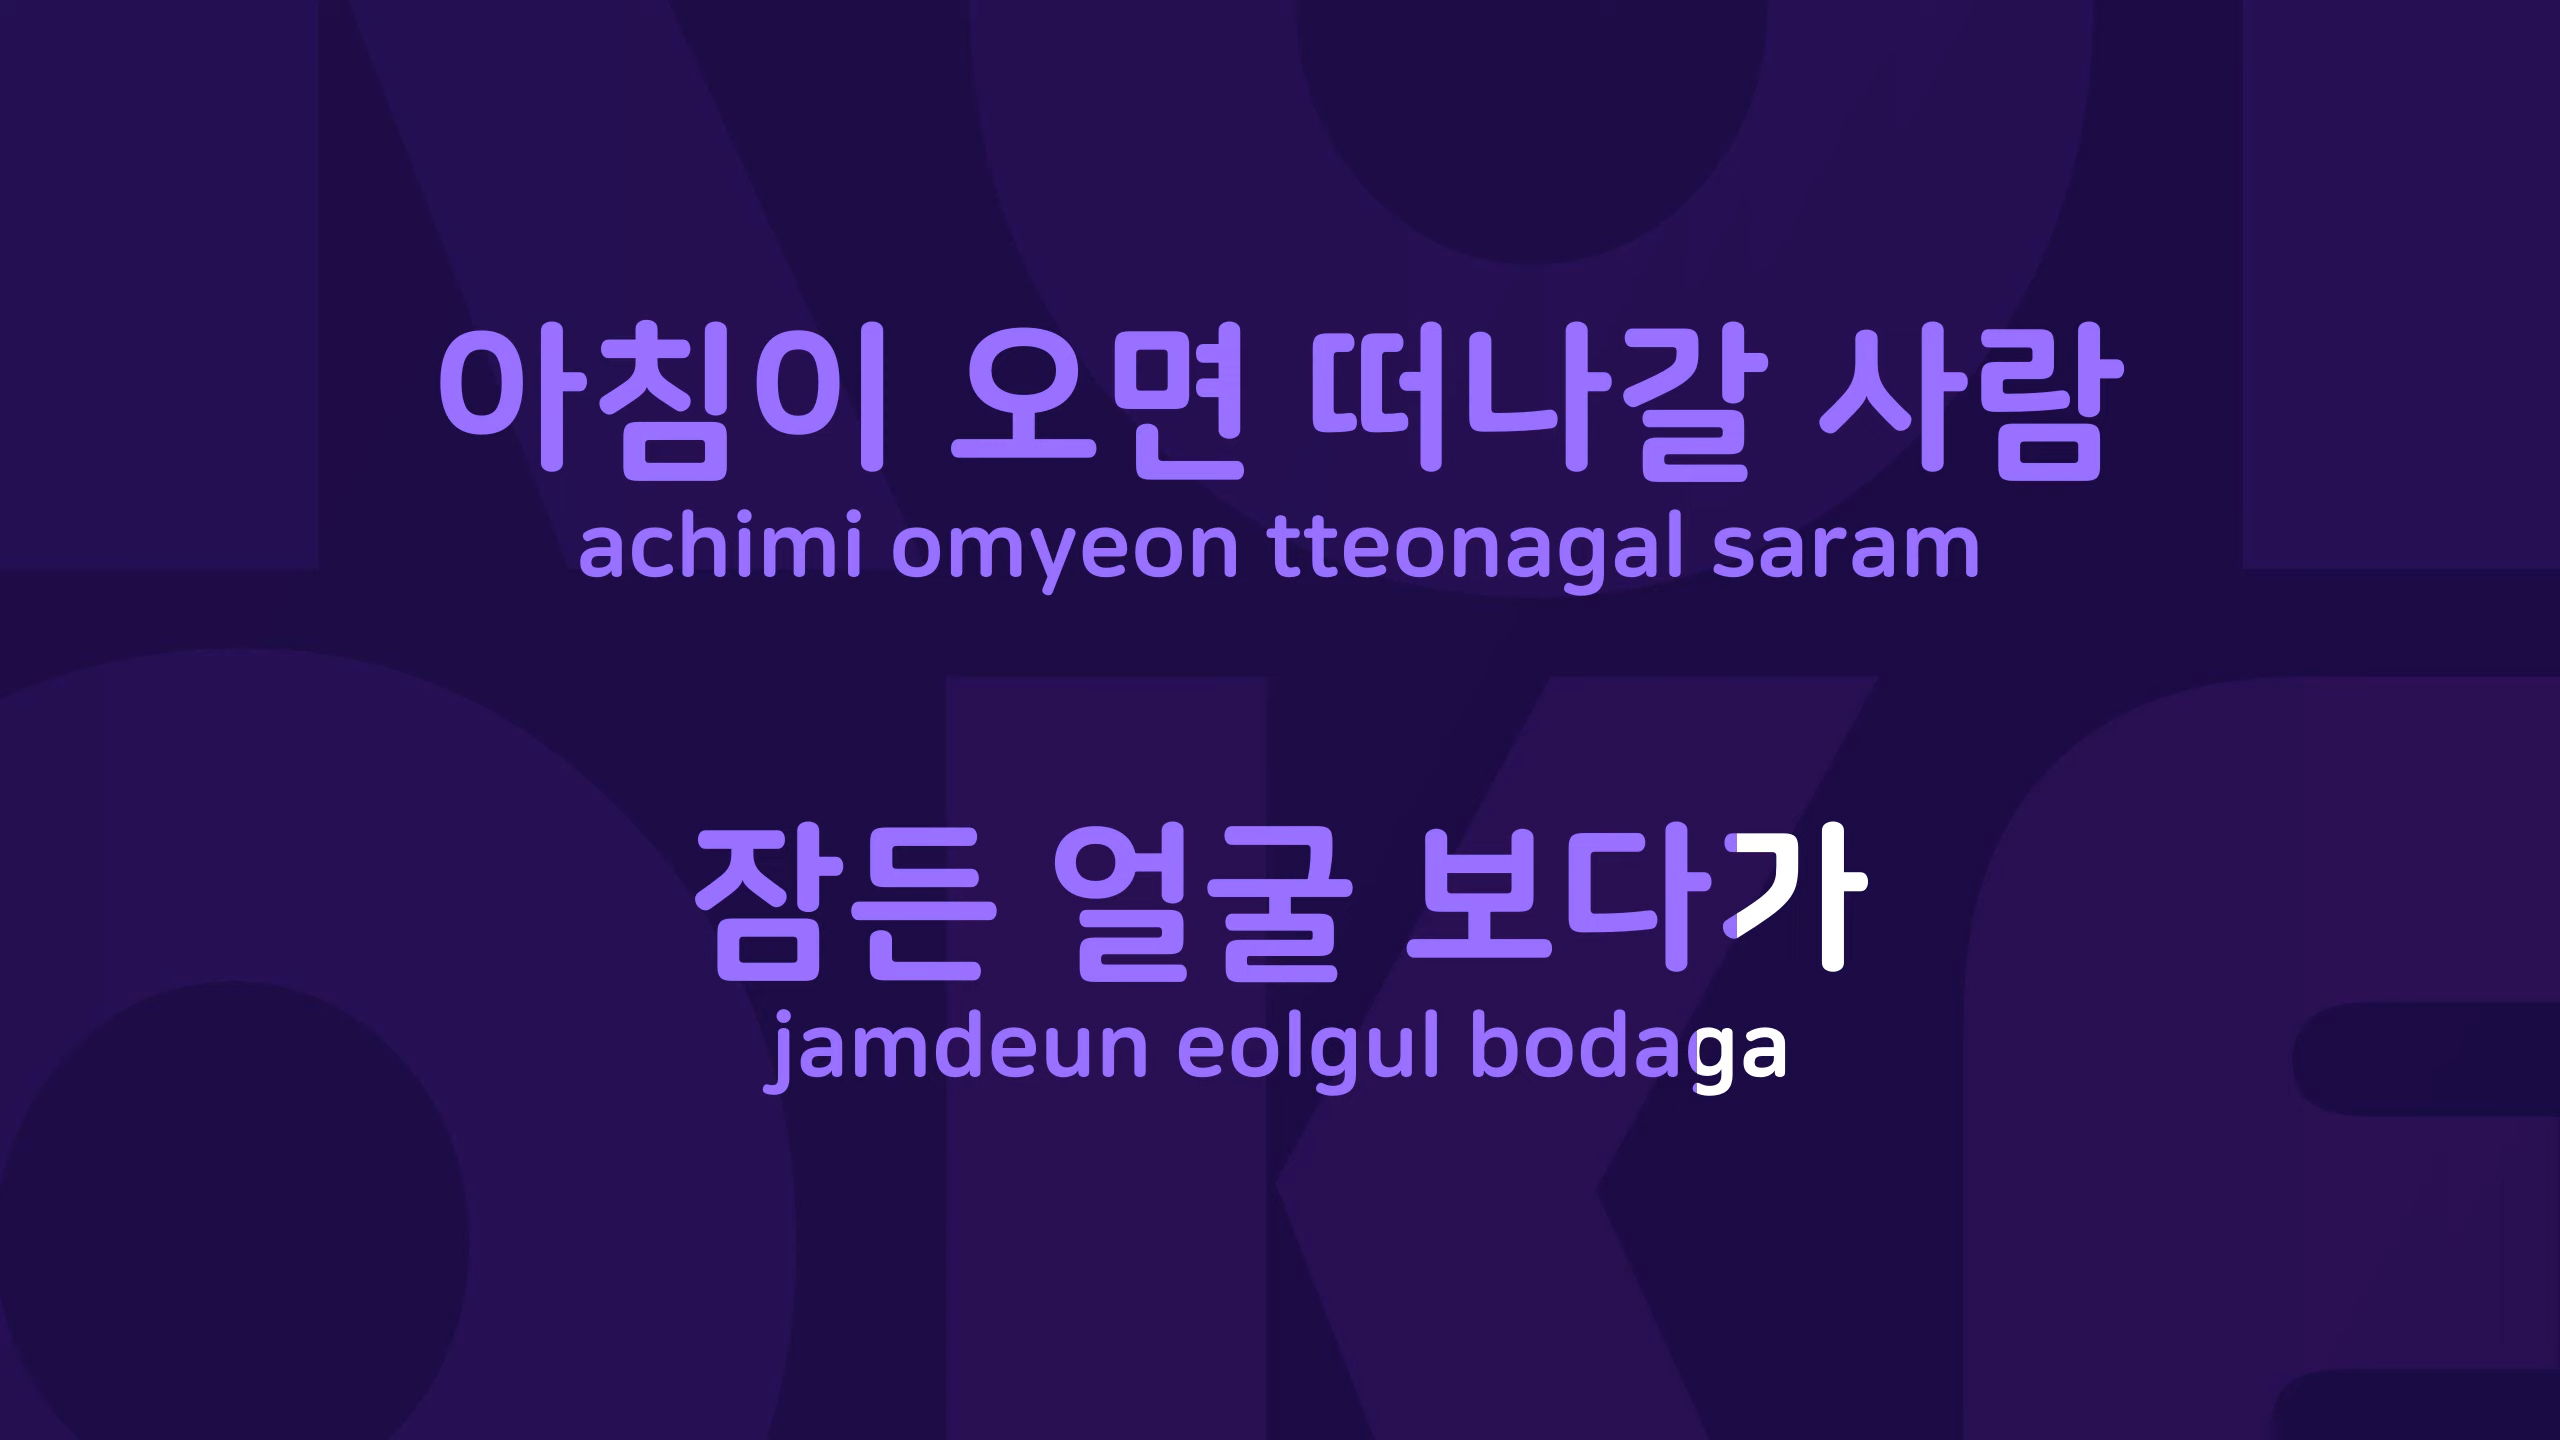 아침이 오면 떠나갈 사람
achimi omyeon tteonagal saram
잠든 얼굴 보다가
jamdeun eolgul bodaga